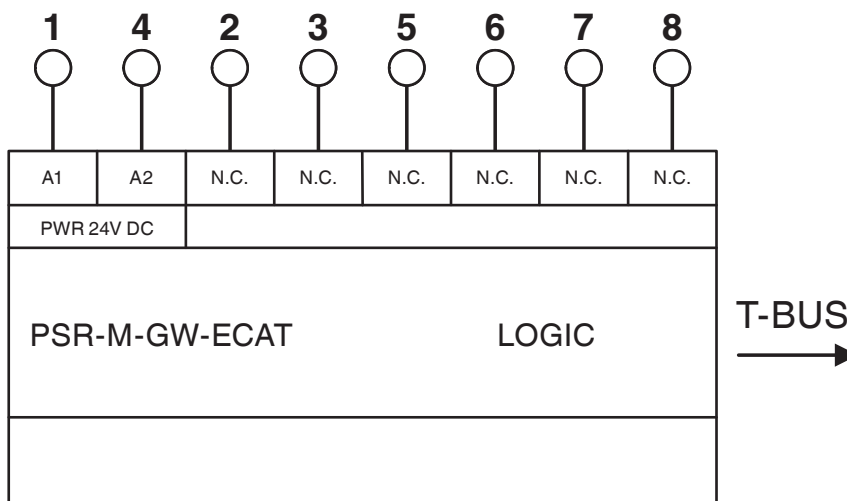 1 4 2 3 5 6 7 8
A1 A2 N.C. N.C. N.C. N.C. N.C. N.C.
PWR 24V DC
PSR-M-GW-ECAT LOGIC
T-BUS